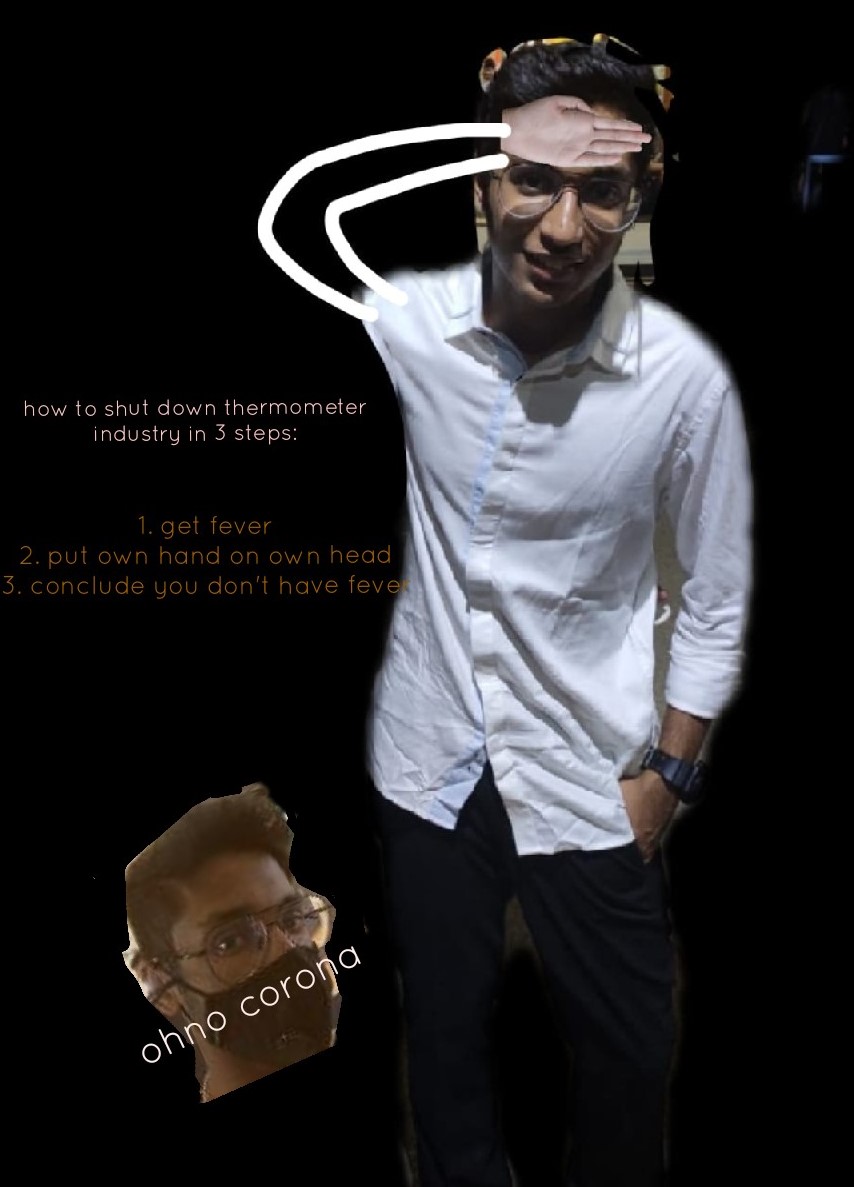 how to shut down thermometer
industry in 3 steps:
1. get fever
2. put own hand on own head
3. conclude you don't have fever
ohno corona